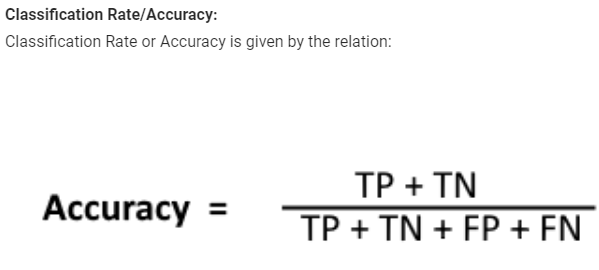 Classification Rate/Accuracy:
Classification Rate or Accuracy is given by the relation:
Accuracy = TP + TN
TP + TN + FP + FN